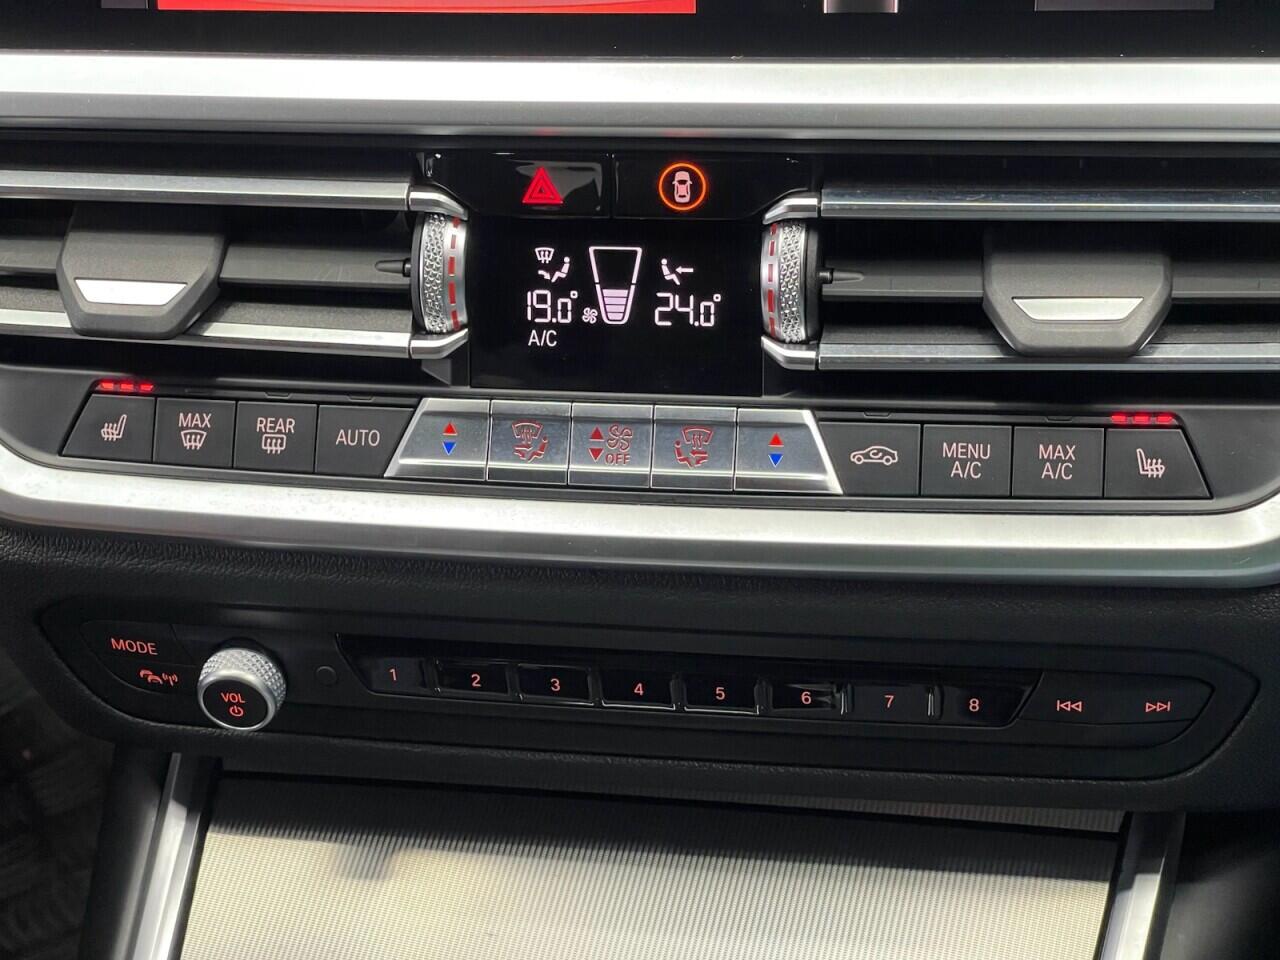 19.0° 24.0°
A/C
MAX
REAR
AUTO
OFF
MENU
A/C
MAX
A/C
MODE
VOL
1 2 3 4 5 6 7 8